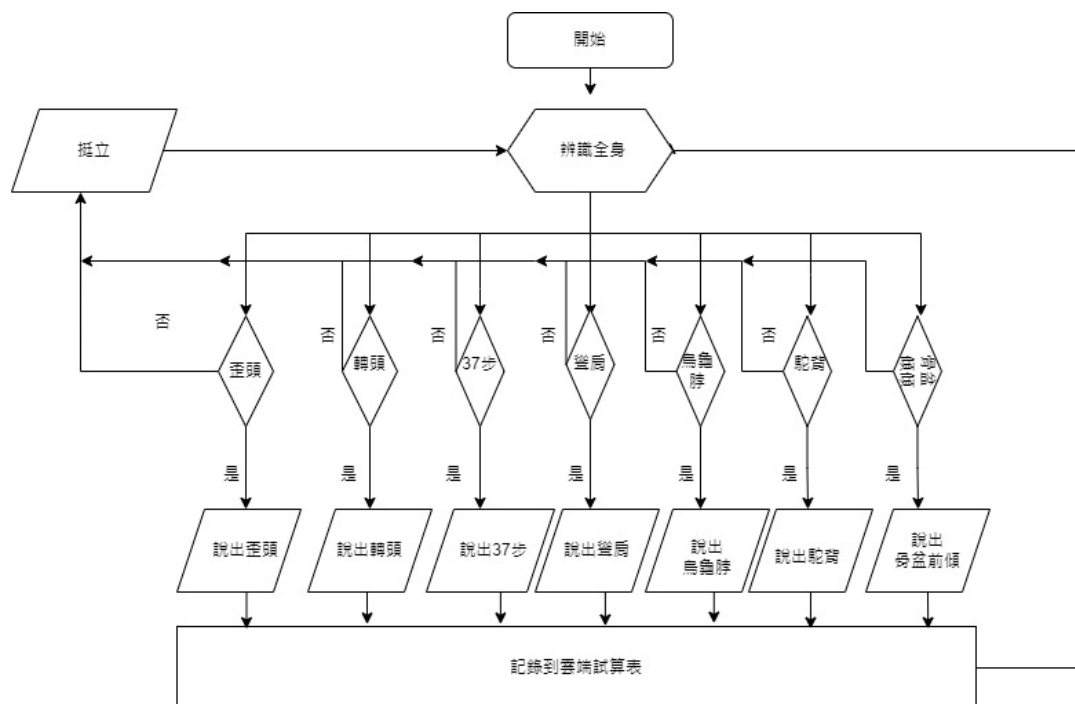 開始
挺立
辨識全身
否
否
否
否
否
否
歪頭
轉頭
37步
聳肩
烏龜
脖
駝背
骨盆
是
是
是
是
是
是
是
說出歪頭
說出轉頭
說出37步
說出聳肩
說出
烏龜脖
說出駝背
說出
骨盆前傾
記錄到雲端試算表